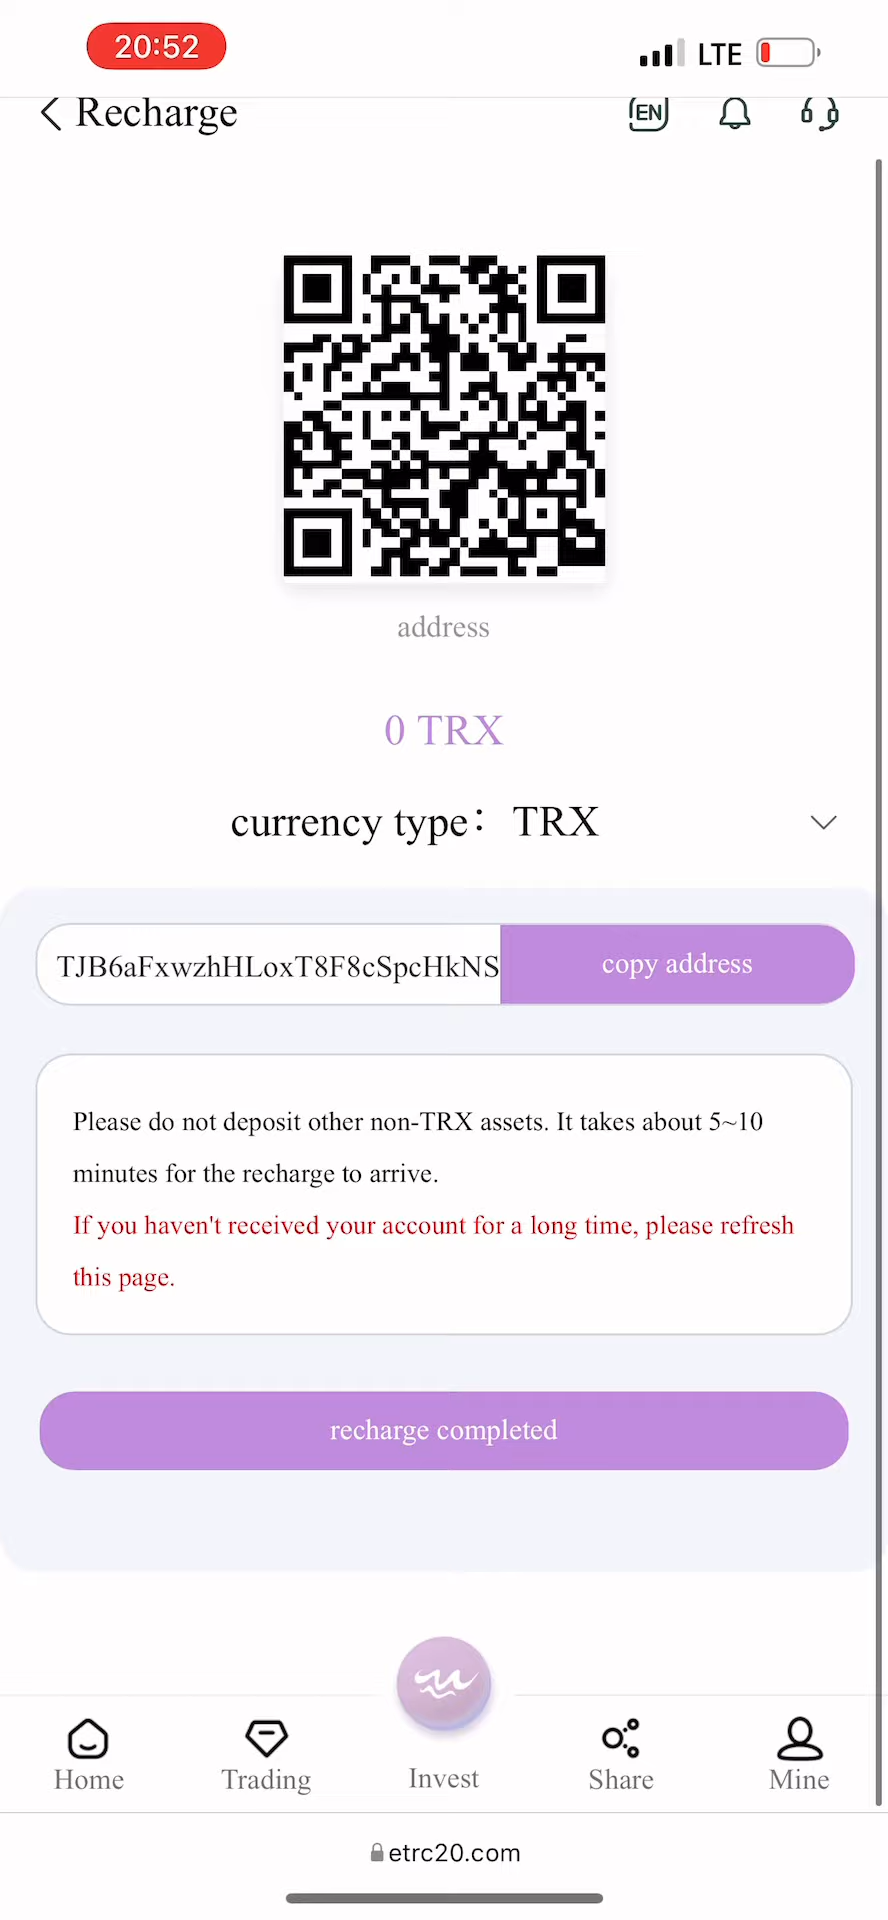 20:52
LTE
Recharge
EN
address
0 TRX
currency type： TRX
TJB6aFxwzhHLoxT8F8cSpcHkNS
copy address
Please do not deposit other non-TRX assets. It takes about 5~10
minutes for the recharge to arrive.
If you haven't received your account for a long time, please refresh
this page.
recharge completed
Home
Trading
Invest
Share
Mine
etrc20.com